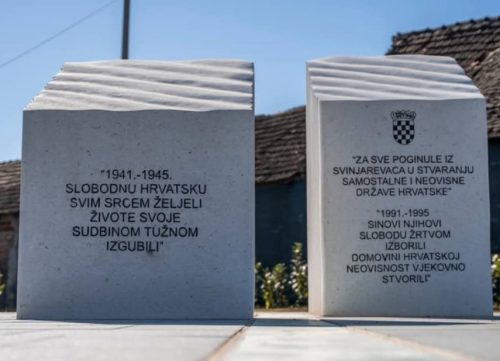 "1941.-1945.
SLOBODNU HRVATSKU
SVIM SRCEM ŽELJELI
ŽIVOTE SVOJE
SUDBINOM TUŽNOM
IZGUBILI"
"ZA SVE POGINULE IZ
SVINJAREVACA U STVARANJU
SAMOSTALNE I NEOVISNE
DRŽAVE HRVATSKE"
"1991.-1995
SINOVI NJIHOVI
SLOBODU ŽRTVOM
IZBORILI
DOMOVINI HRVATSKOJ
NEOVISNOST VJEKOVNO
STVORILI"